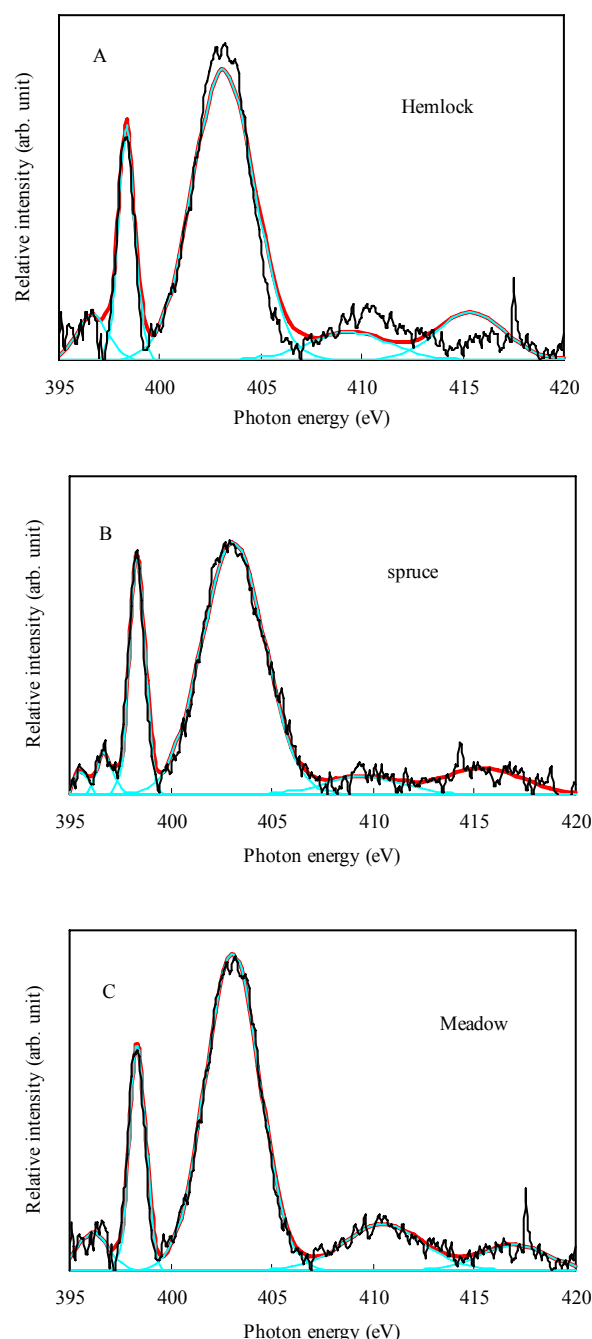 A
Hemlock
Relative intensity (arb. unit)
395 400 405 410 415 420
Photon energy (eV)
B
spruce
Relative intensity (arb. unit)
395 400 405 410 415 420
Photon energy (eV)
C
Meadow
Relative intensity (arb. unit)
395 400 405 410 415 420
Photon energy (eV)